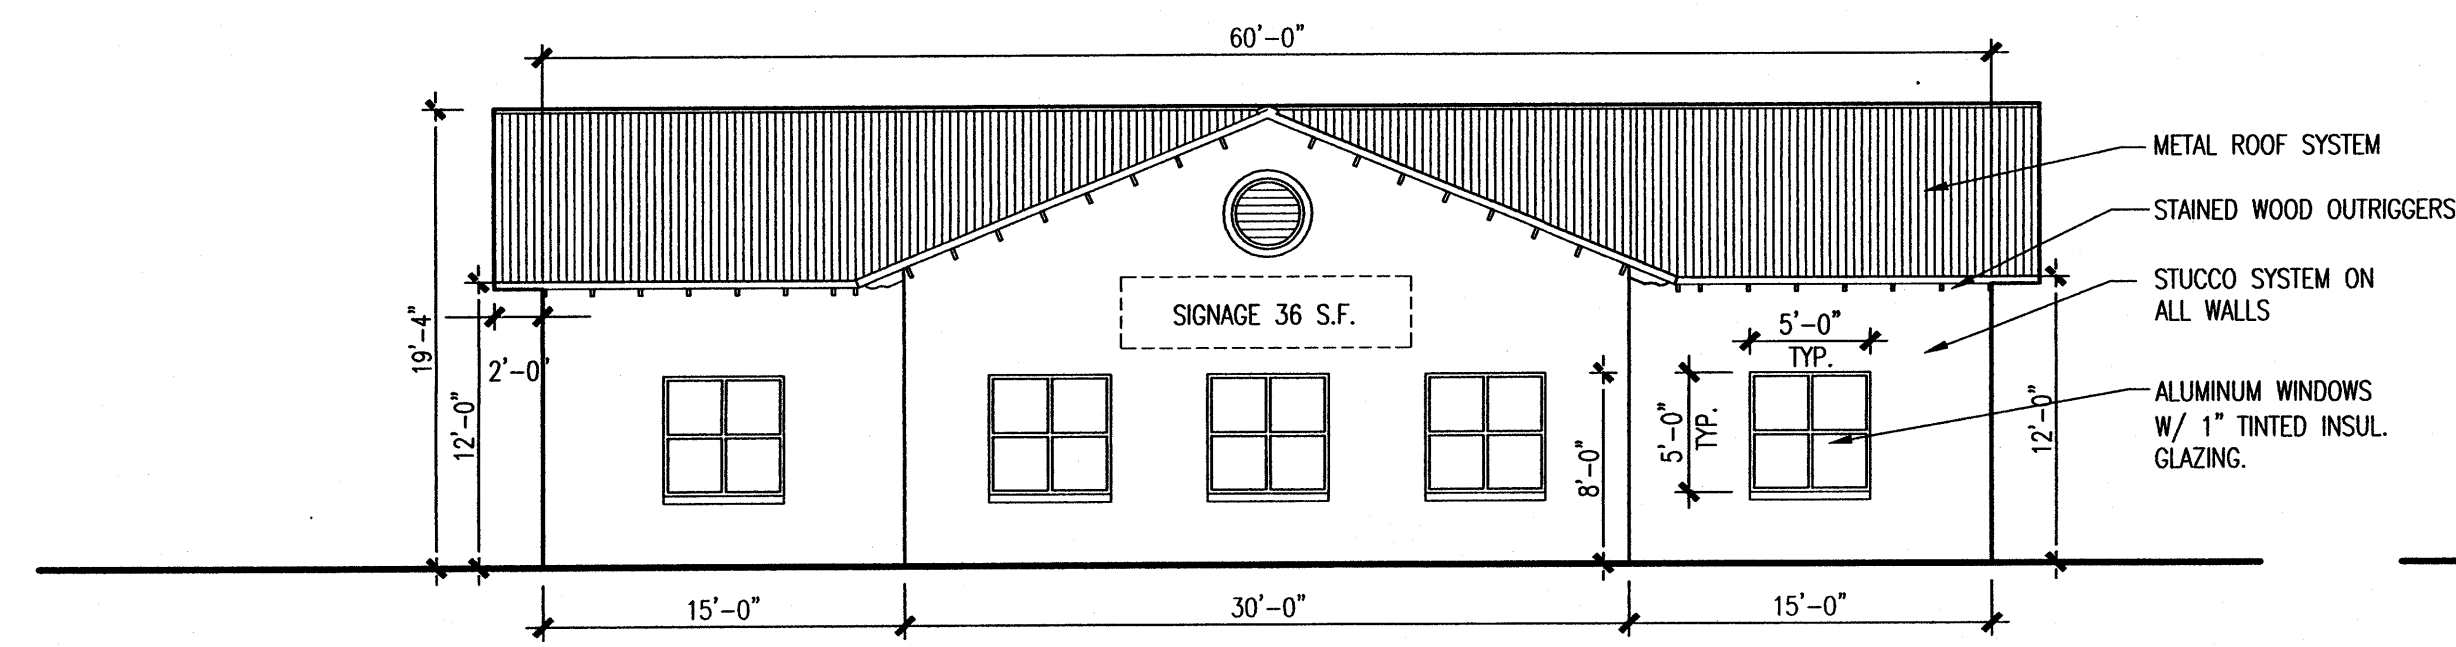 60'-0"
METAL ROOF SYSTEM
STAINED WOOD OUTRIGGERS
STUCCO SYSTEM ON
ALL WALLS
SIGNAGE 36 S.F.
5'-0"
TYP.
19'-4"
2'-0'
12'-0"
8'-0"
5'-0"
TYP.
12'-0"
ALUMINUM WINDOWS
W/ 1" TINTED INSUL.
GLAZING.
15'-0"
30'-0"
15'-0"